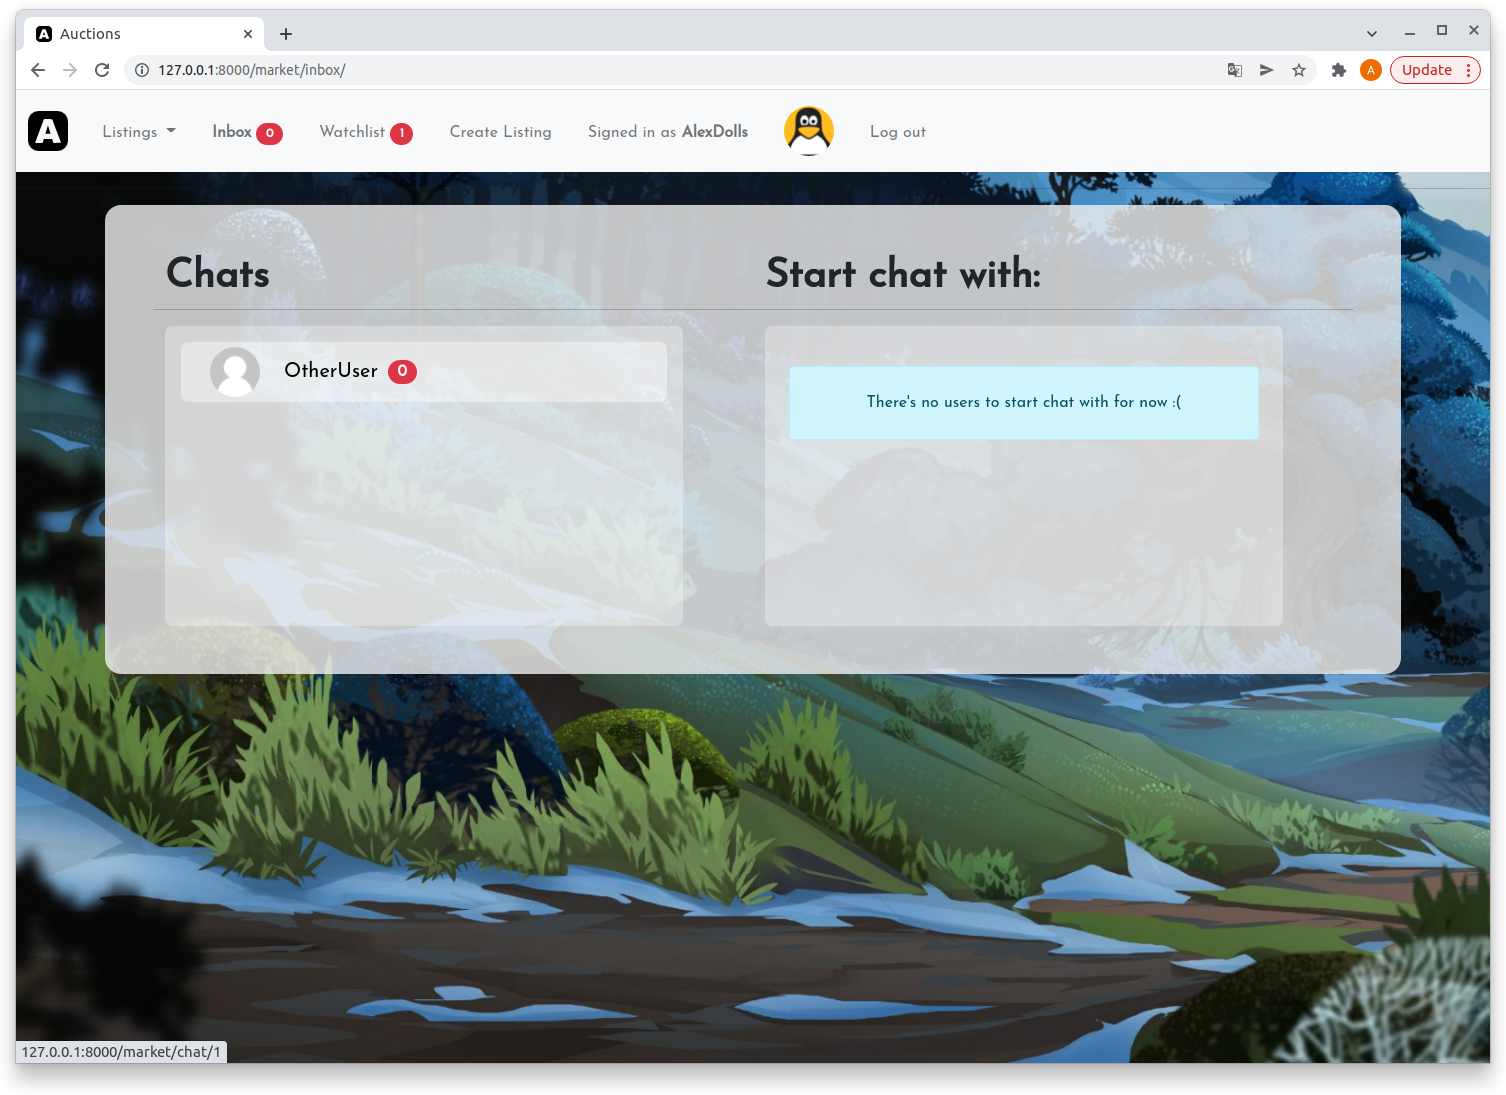 Auctions
127.0.0.1:8000/market/inbox/
A
Update
A
Listings
Inbox 0
Watchlist 1
Create Listing
Signed in as AlexDolls
Log out
Chats
Start chat with:
OtherUser 0
There's no users to start chat with for now :(
127.0.0.1:8000/market/chat/1